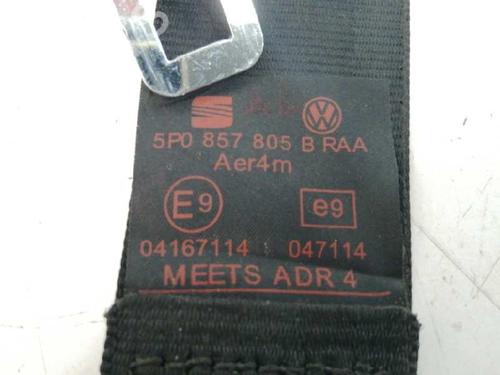 5P0 857 805 B RAA
Aer4m
E9 e9
04167114 047114
MEETS ADR 4